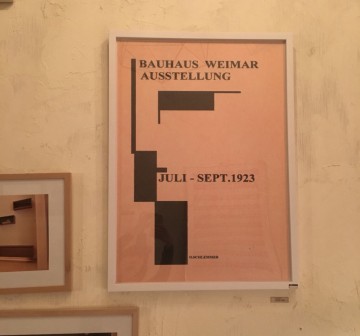 BAUHAUS WEIMAR
AUSSTELLUNG
JULI - SEPT.1923